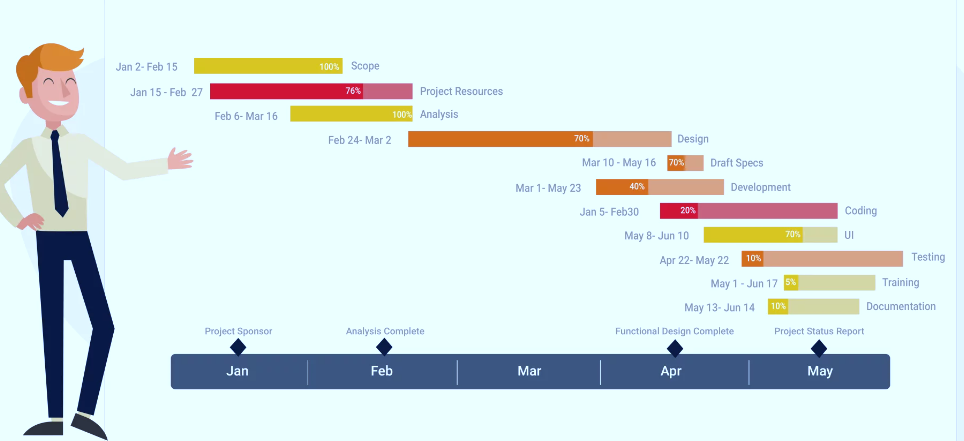 Jan 2- Feb 15 100% Scope
Jan 15 - Feb 27 76% Project Resources
Feb 6- Mar 16 100% Analysis
Feb 24- Mar 2 70% Design
Mar 10 - May 16 70% Draft Specs
Mar 1- May 23 40% Development
Jan 5- Feb30 20% Coding
May 8- Jun 10 70% UI
Apr 22- May 22 10% Testing
May 1 - Jun 17 5% Training
May 13- Jun 14 10% Documentation
Project Sponsor Analysis Complete Functional Design Complete Project Status Report
Jan Feb Mar Apr May